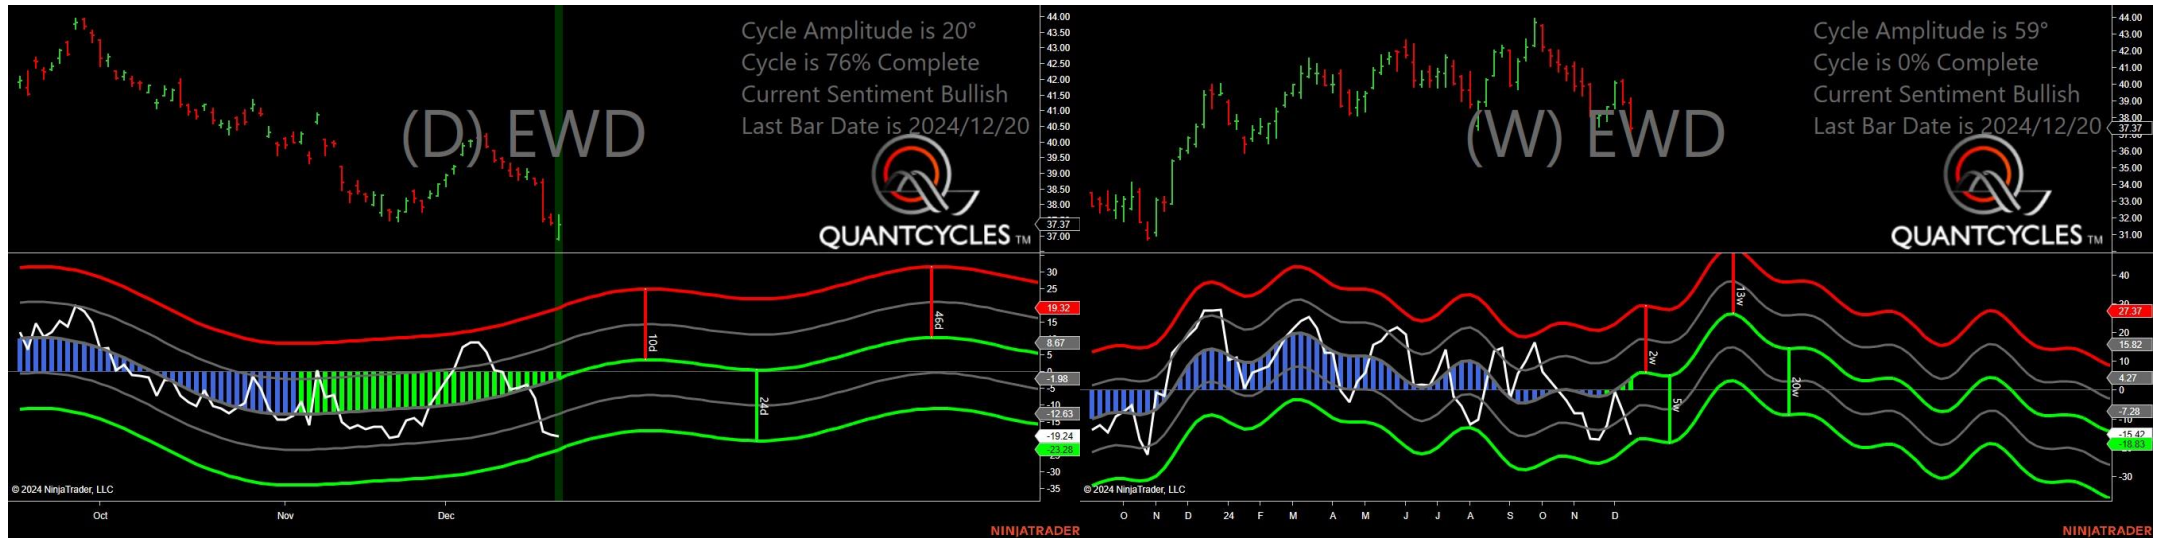 Cycle Amplitude is 20°
Cycle is 76% Complete
Current Sentiment Bullish
Last Bar Date is 2024/12/20
(D) EWD
QUANTCYCLES TM
44.00
43.50
43.00
42.50
42.00
41.50
41.00
40.50
40.00
39.50
39.00
38.50
38.00
37.37
37.00
30
25
19.32
15
8.67
5
0
-1.98
-5
-10
-12.63
-19.24
-23.28
-30
-35
10d
24d
46d
© 2024 NinjaTrader, LLC
Oct
Nov
Dec
NINJATRADER
Cycle Amplitude is 59°
Cycle is 0% Complete
Current Sentiment Bullish
Last Bar Date is 2024/12/20
(W) EWD
QUANTCYCLES TM
44.00
43.00
42.00
41.00
40.00
39.00
38.00
37.37
36.00
35.00
34.00
33.00
32.00
31.00
40
27.37
20
15.82
10
4.27
0
-7.28
-10
-15.42
-18.83
-30
2w
5w
13w
20w
© 2024 NinjaTrader, LLC
O N D 24 F M A M J J A S O N D
NINJATRADER